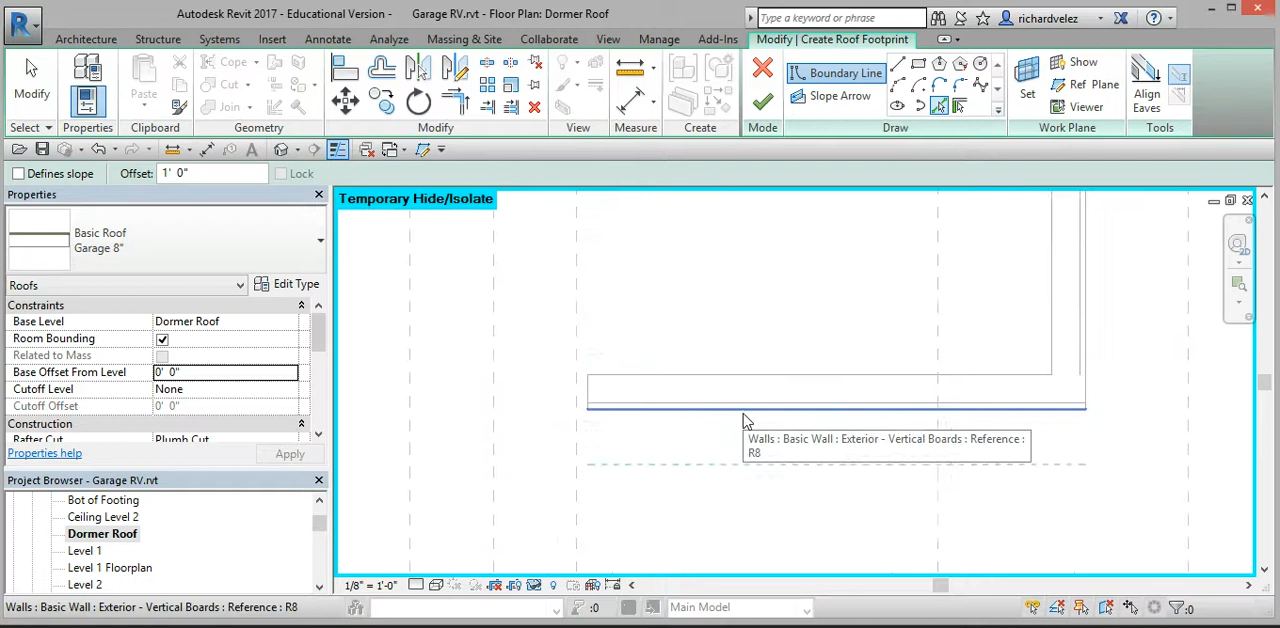 Autodesk Revit 2017 - Educational Version - Garage RV.rvt - Floor Plan: Dormer Roof
Type a keyword or phrase
richardvelez
Architecture Structure Systems Insert Annotate Analyze Massing & Site Collaborate View Manage Add-Ins Modify | Create Roof Footprint
Modify
Paste
Cope
Cut
Join
Boundary Line
Slope Arrow
Set
Show
Ref Plane
Viewer
Align
Eaves
Select Properties Clipboard Geometry Modify View Measure Create Mode Draw Work Plane Tools
Defines slope Offset: 1' 0" Lock
Properties
Temporary Hide/Isolate
Basic Roof
Garage 8"
Roofs Edit Type
Constraints
Base Level Dormer Roof
Room Bounding
Related to Mass
Base Offset From Level 0' 0"
Cutoff Level None
Cutoff Offset 0' 0"
Construction
Rafter Cut Plumb Cut
Properties help Apply
Walls : Basic Wall : Exterior - Vertical Boards : Reference :
R8
Project Browser - Garage RV.rvt
Bot of Footing
Ceiling Level 2
Dormer Roof
Level 1
Level 1 Floorplan
Level 2
1/8" = 1'-0"
Walls : Basic Wall : Exterior - Vertical Boards : Reference : R8
:0
Main Model
:0